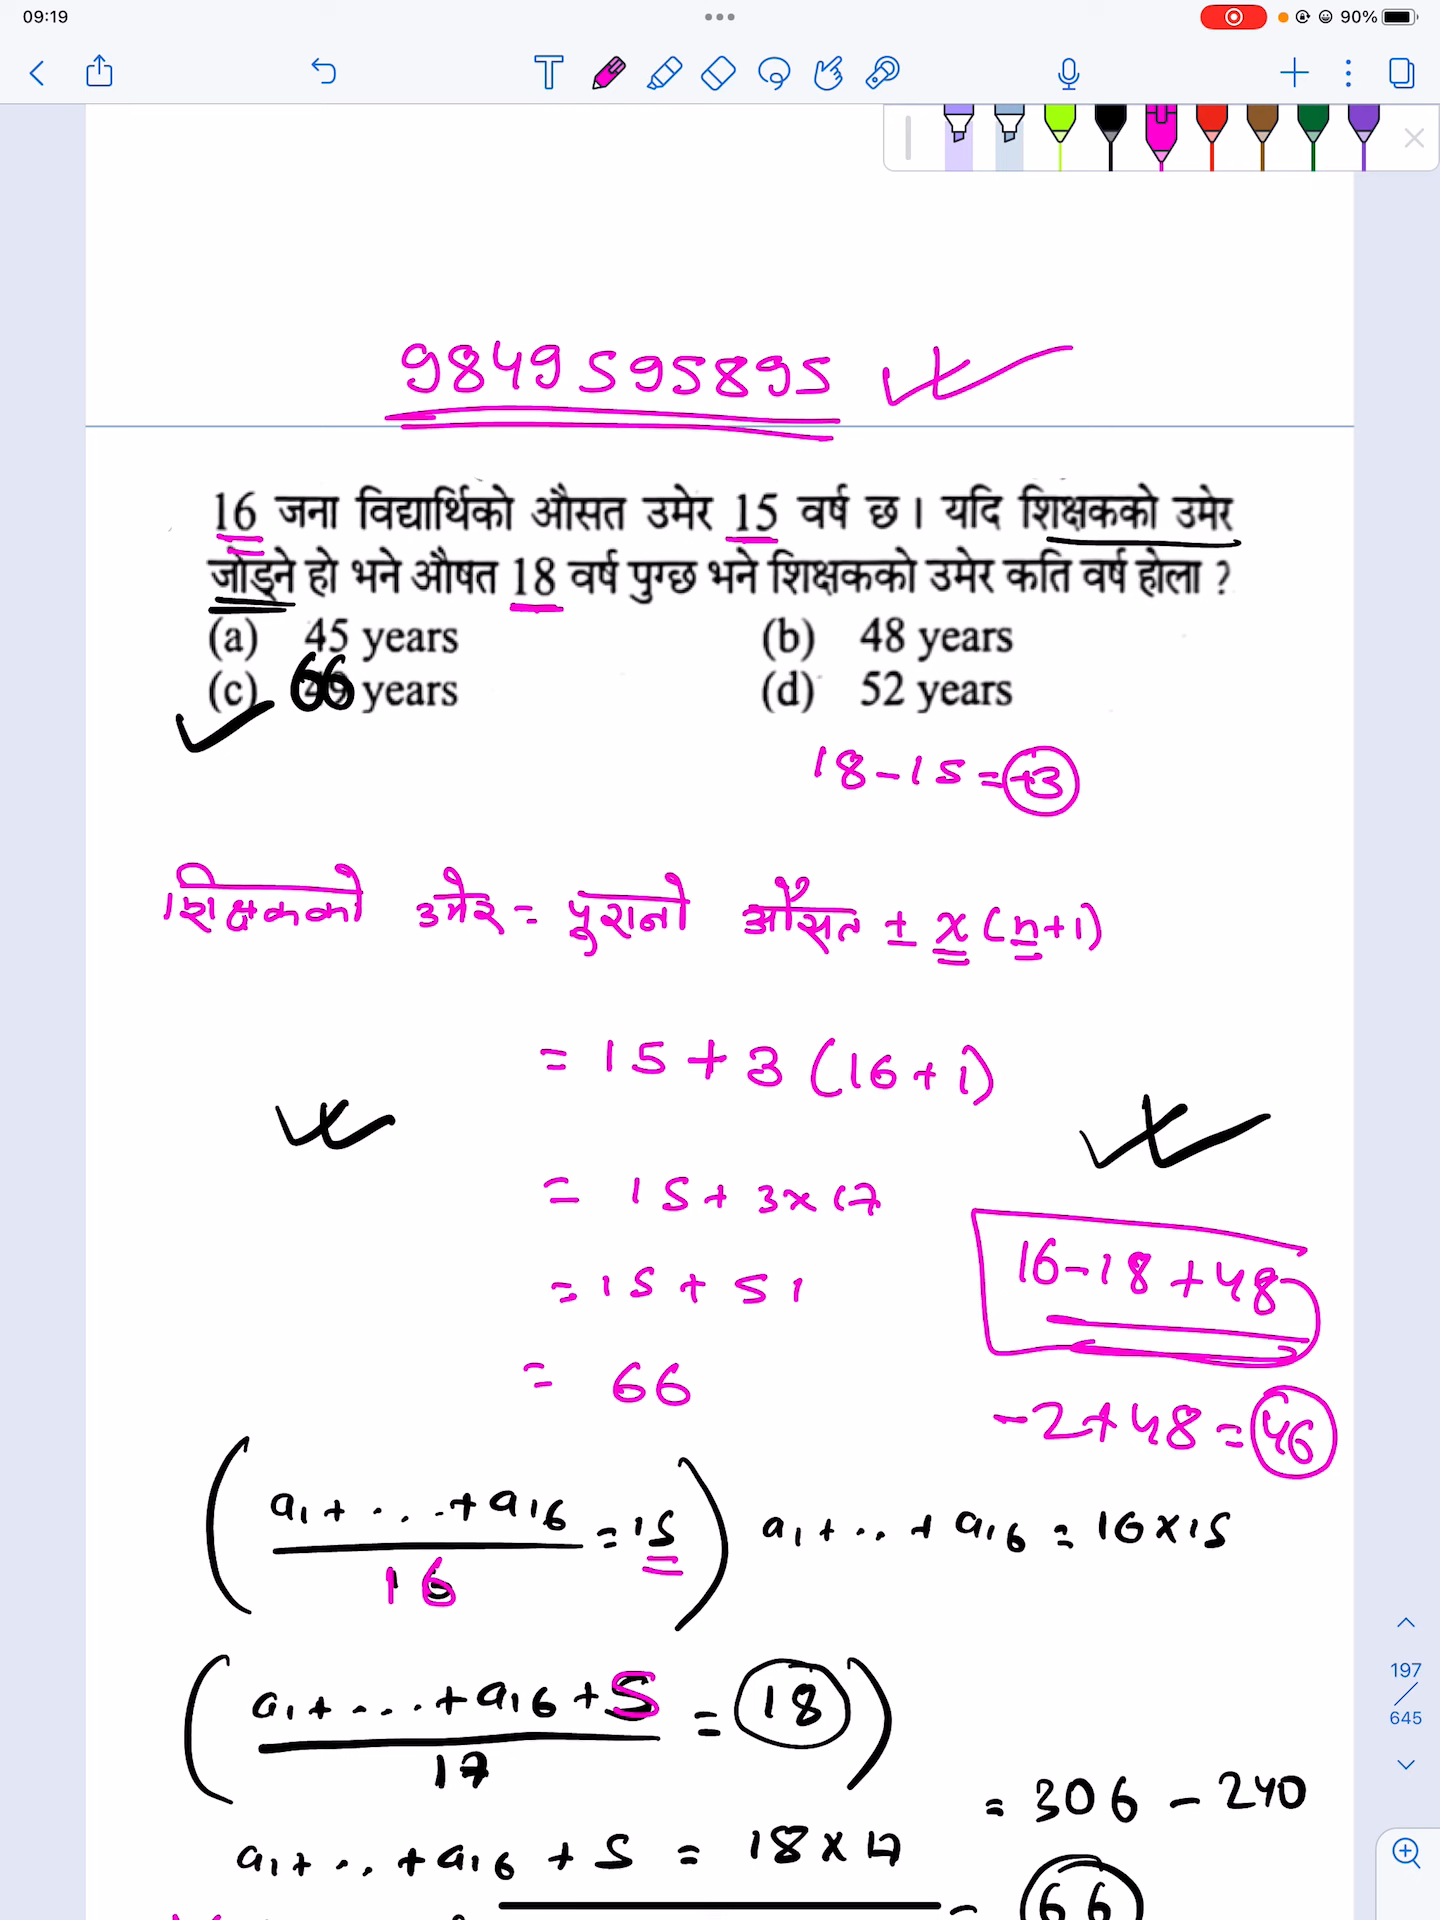 09:19
90%
9849595895
16 जना विद्यार्थिको औसत उमेर 15 वर्ष छ । यदि शिक्षकको उमेर
जोड्ने हो भने औषत 18 वर्ष पुग्छ भने शिक्षकको उमेर कति वर्ष होला ?
(a) 45 years (b) 48 years
(c) 66 years (d) 52 years
18-15=+3
शिक्षकको उमेर = पुरानो औसत ± x (n+1)
= 15 + 3 (16+1)
= 15 + 3×17
= 15 + 51
= 66
16-18+48
-2+48=46
a1 + ... + a16
16
=15
a1 + .. + a16 = 16×15
a1 + ... + a16 + S
17
= 18
a1 + .. + a16 + S = 18×17
= 306 - 240
= 66
197
645